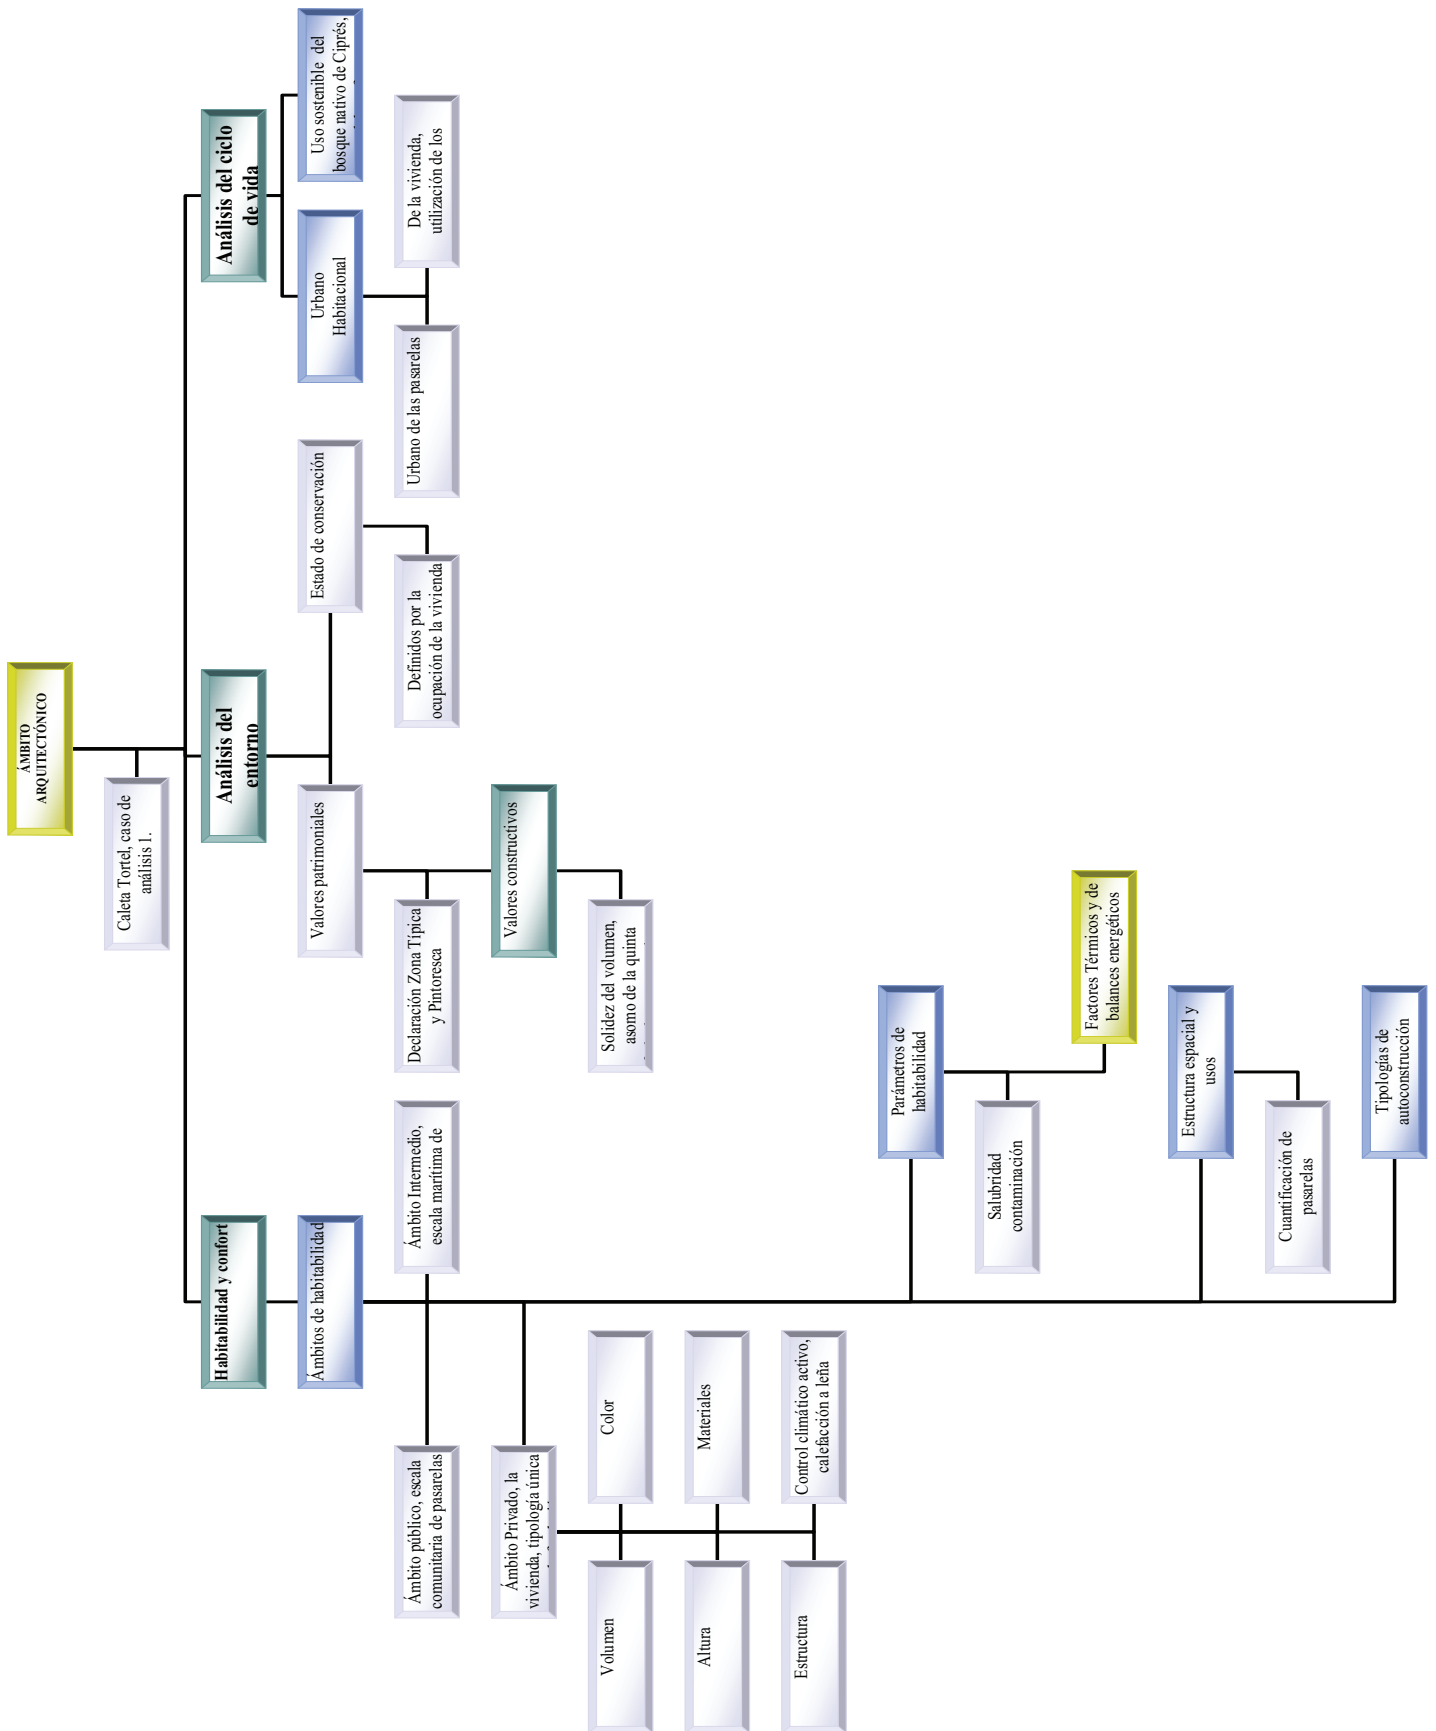 ÁMBITO
ARQUITECTÓNICO
Caleta Tortel, caso de
análisis 1.
Habitabilidad y confort
Análisis del
entorno
Análisis del ciclo
de vida
Ámbitos de habitabilidad
Valores patrimoniales
Estado de conservación
Urbano
Habitacional
Uso sostenible del
bosque nativo de Ciprés,
Ámbito público, escala
comunitaria de pasarelas
Ámbito Intermedio,
escala marítima de
Declaración Zona Típica
y Pintoresca
Definidos por la
ocupación de la vivienda
Urbano de las pasarelas
De la vivienda,
utilización de los
Ámbito Privado, la
vivienda, tipología única
Valores constructivos
Volumen
Color
Solidez del volumen,
asomo de la quinta
Altura
Materiales
Estructura
Control climático activo,
calefacción a leña
Parámetros de
habitabilidad
Salubridad
contaminación
Factores Térmicos y de
balances energéticos
Estructura espacial y
usos
Cuantificación de
pasarelas
Tipologías de
autoconstrucción